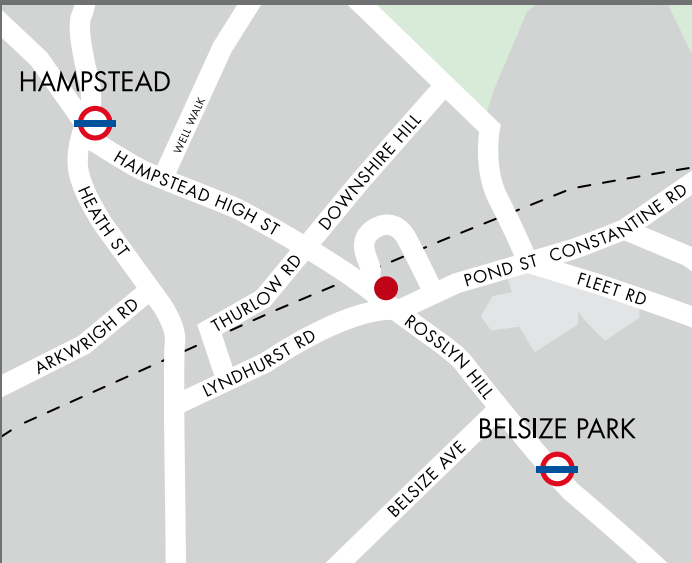 HAMPSTEAD
WELL WALK
DOWNSHIRE HILL
HAMPSTEAD HIGH ST
HEATH ST
CONSTANTINE RD
POND ST
THURLOW RD
FLEET RD
ARKWRIGH RD
LYNDHURST RD
ROSSLYN HILL
BELSIZE PARK
BELSIZE AVE